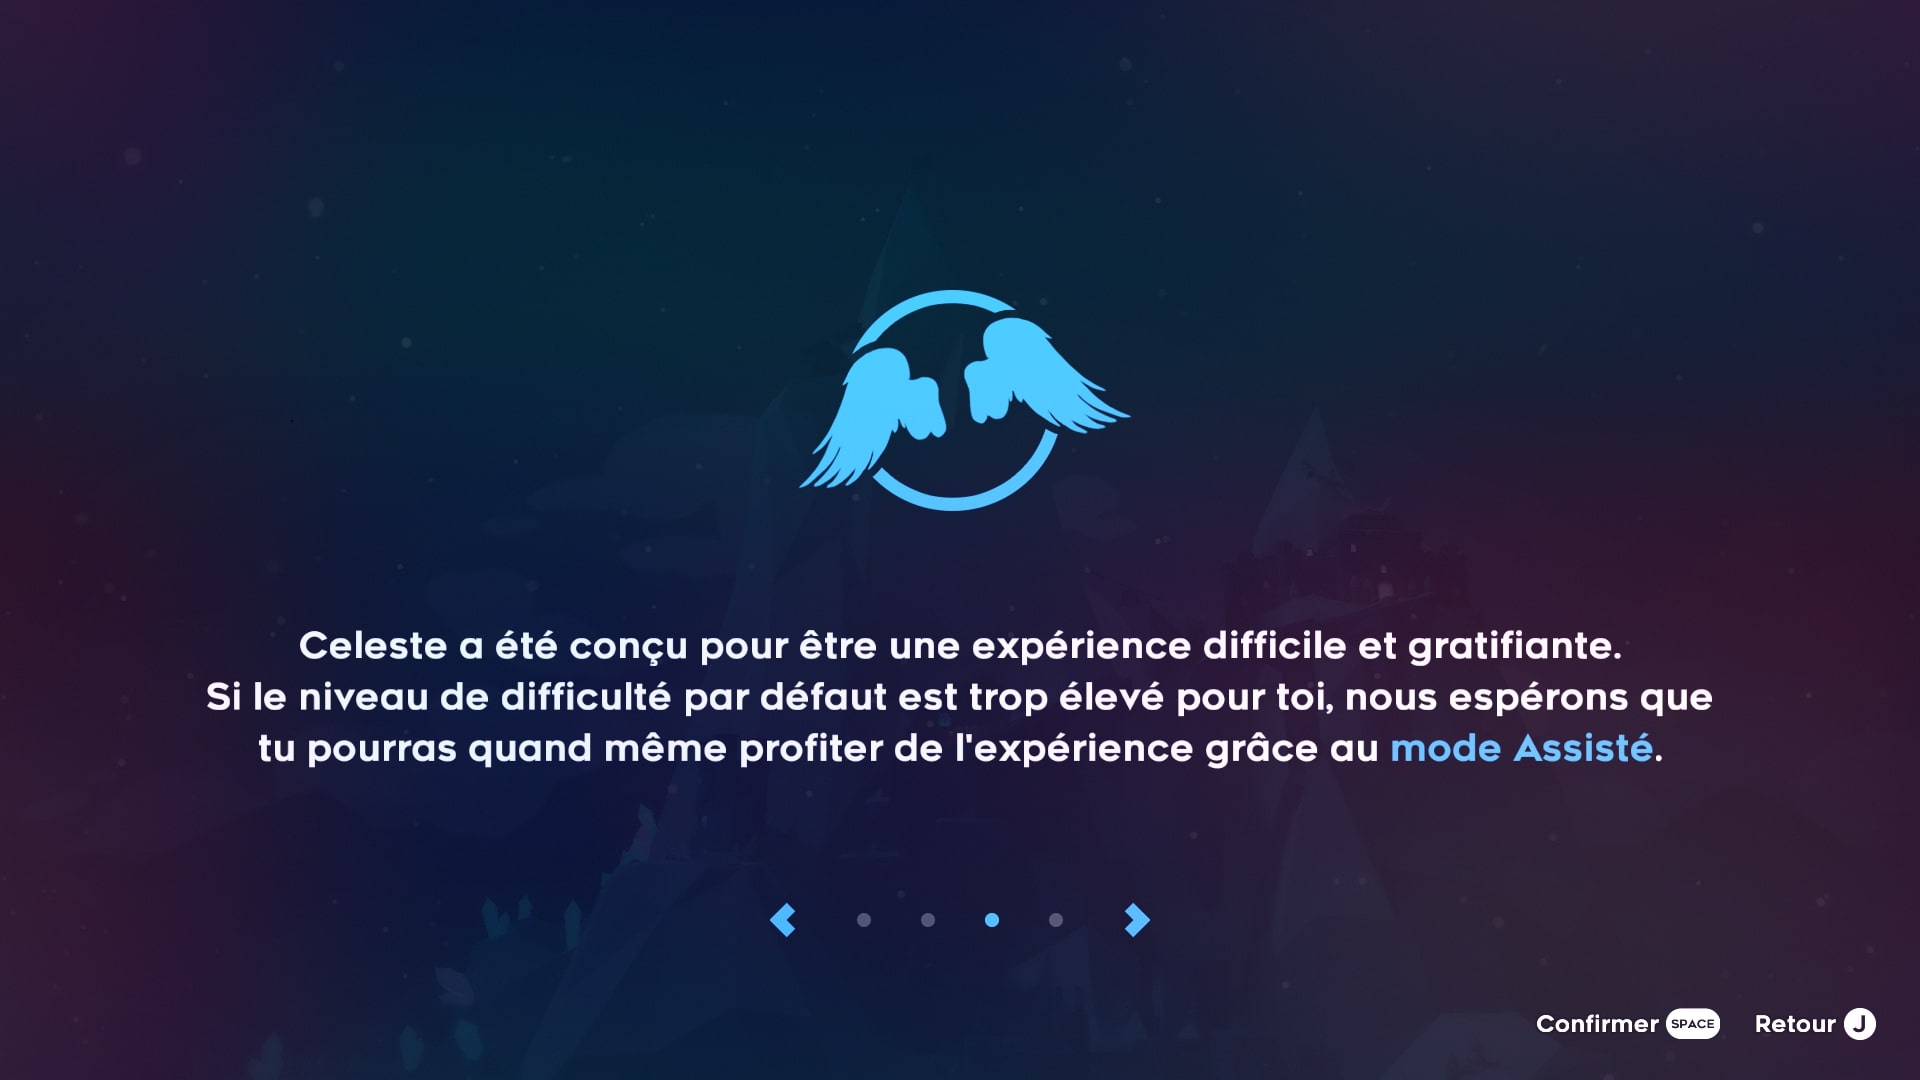 Celeste a été conçu pour être une expérience difficile et gratifiante.
Si le niveau de difficulté par défaut est trop élevé pour toi, nous espérons que
tu pourras quand même profiter de l'expérience grâce au mode Assisté.
Confirmer SPACE Retour J